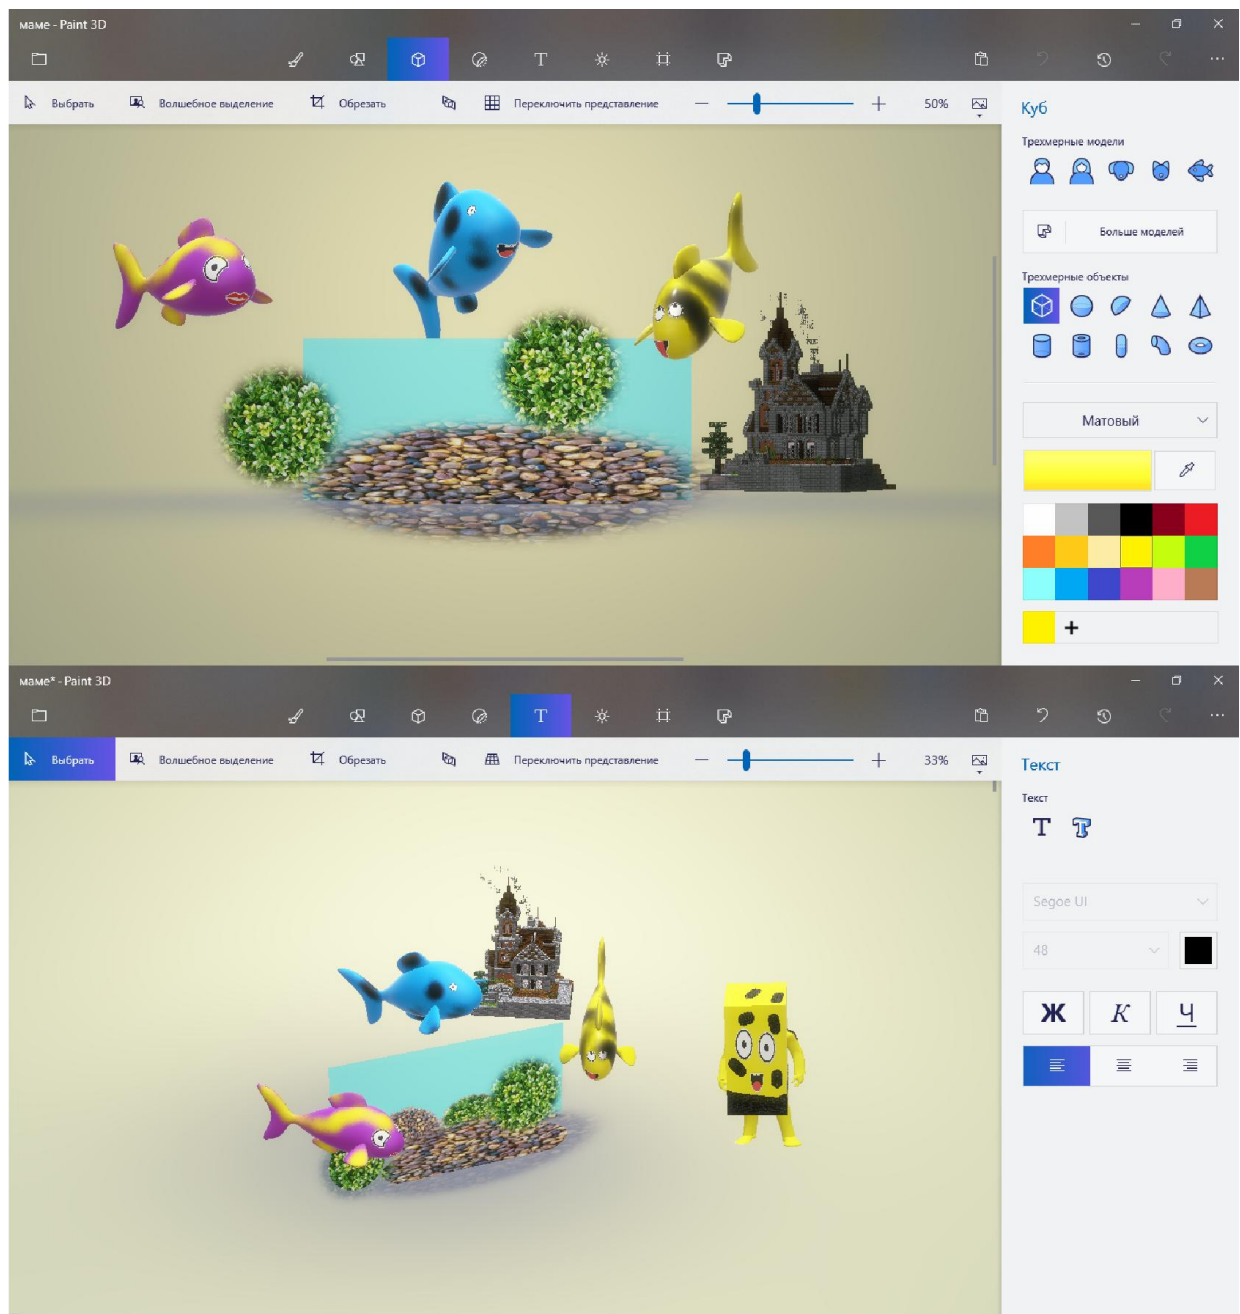 маме - Paint 3D
T
Выбрать Волшебное выделение Обрезать Переключить представление 50%
Куб
Трехмерные модели
Больше моделей
Трехмерные объекты
Матовый
маме* - Paint 3D
T
Выбрать Волшебное выделение Обрезать Переключить представление 33%
Текст
Текст
T T
Segoe UI
48
Ж К Ч